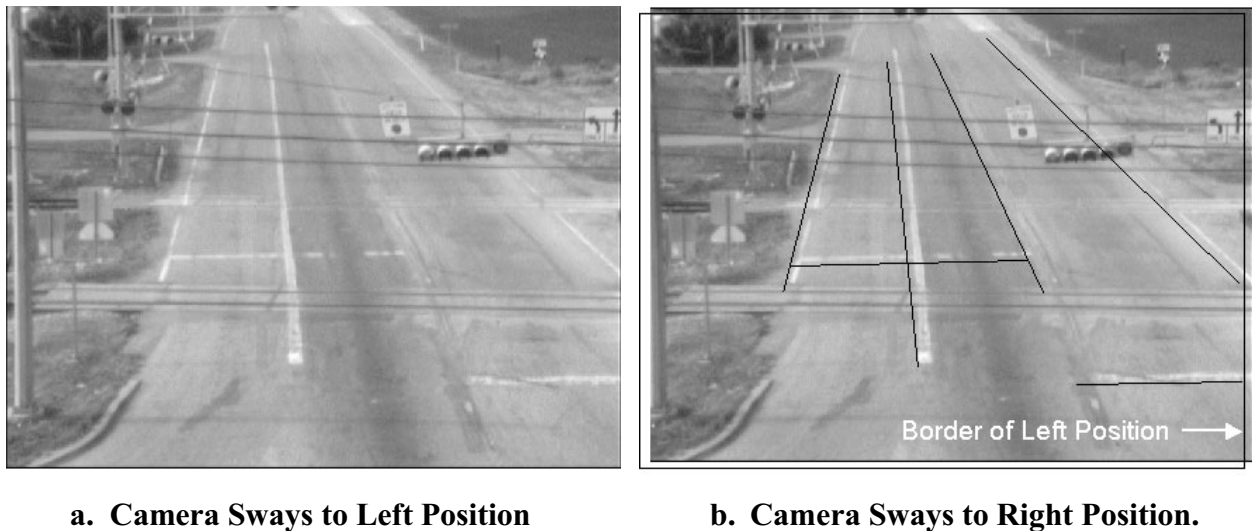 Border of Left Position
a. Camera Sways to Left Position
b. Camera Sways to Right Position.